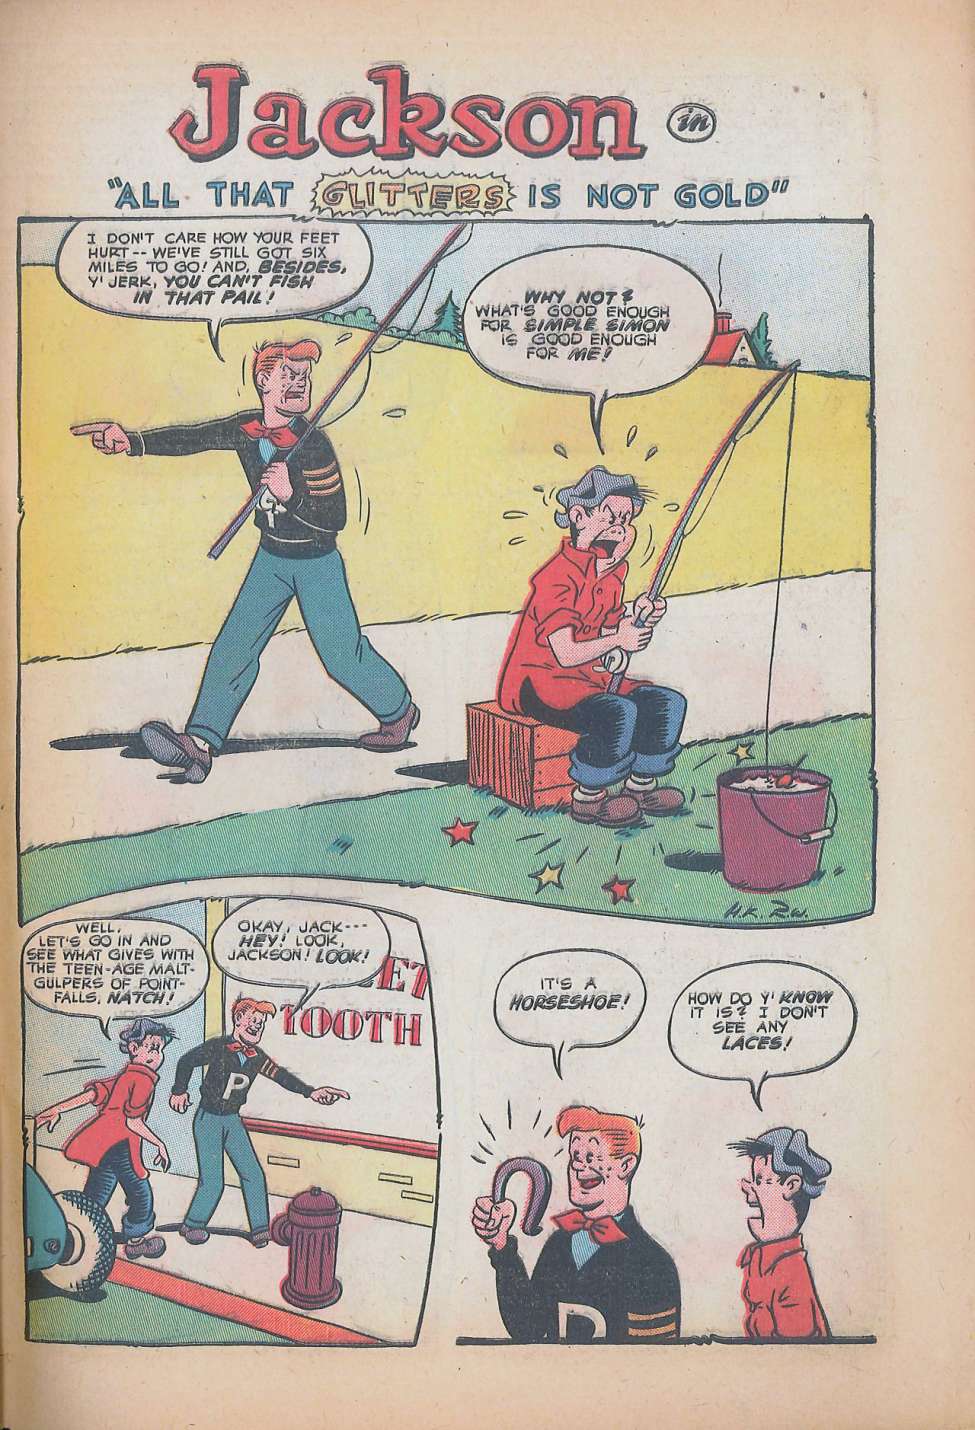 Jackson in
"ALL THAT GLITTERS IS NOT GOLD"
I DON'T CARE HOW YOUR FEET
HURT-- WE'VE STILL GOT SIX
MILES TO GO! AND, BESIDES,
Y' JERK, YOU CAN'T FISH
IN THAT PAIL!
WHY NOT?
WHAT'S GOOD ENOUGH
FOR SIMPLE SIMON
IS GOOD ENOUGH
FOR ME!
H.K. RW.
WELL,
LET'S GO IN AND
SEE WHAT GIVES WITH
THE TEEN-AGE MALT-
GULPERS OF POINT-
FALLS, NATCH!
OKAY, JACK---
HEY! LOOK,
JACKSON! LOOK!
ET
TOOTH
P
IT'S A
HORSESHOE!
HOW DO Y' KNOW
IT IS? I DON'T
SEE ANY
LACES!
P